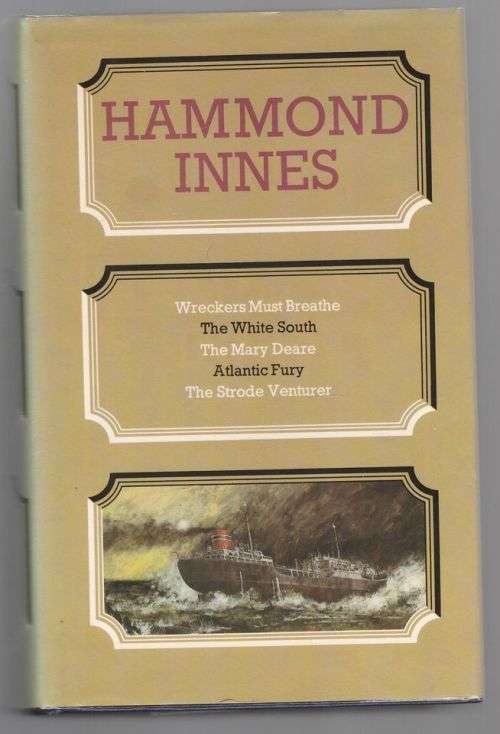 HAMMOND
INNES
Wreckers Must Breathe
The White South
The Mary Deare
Atlantic Fury
The Strode Venturer